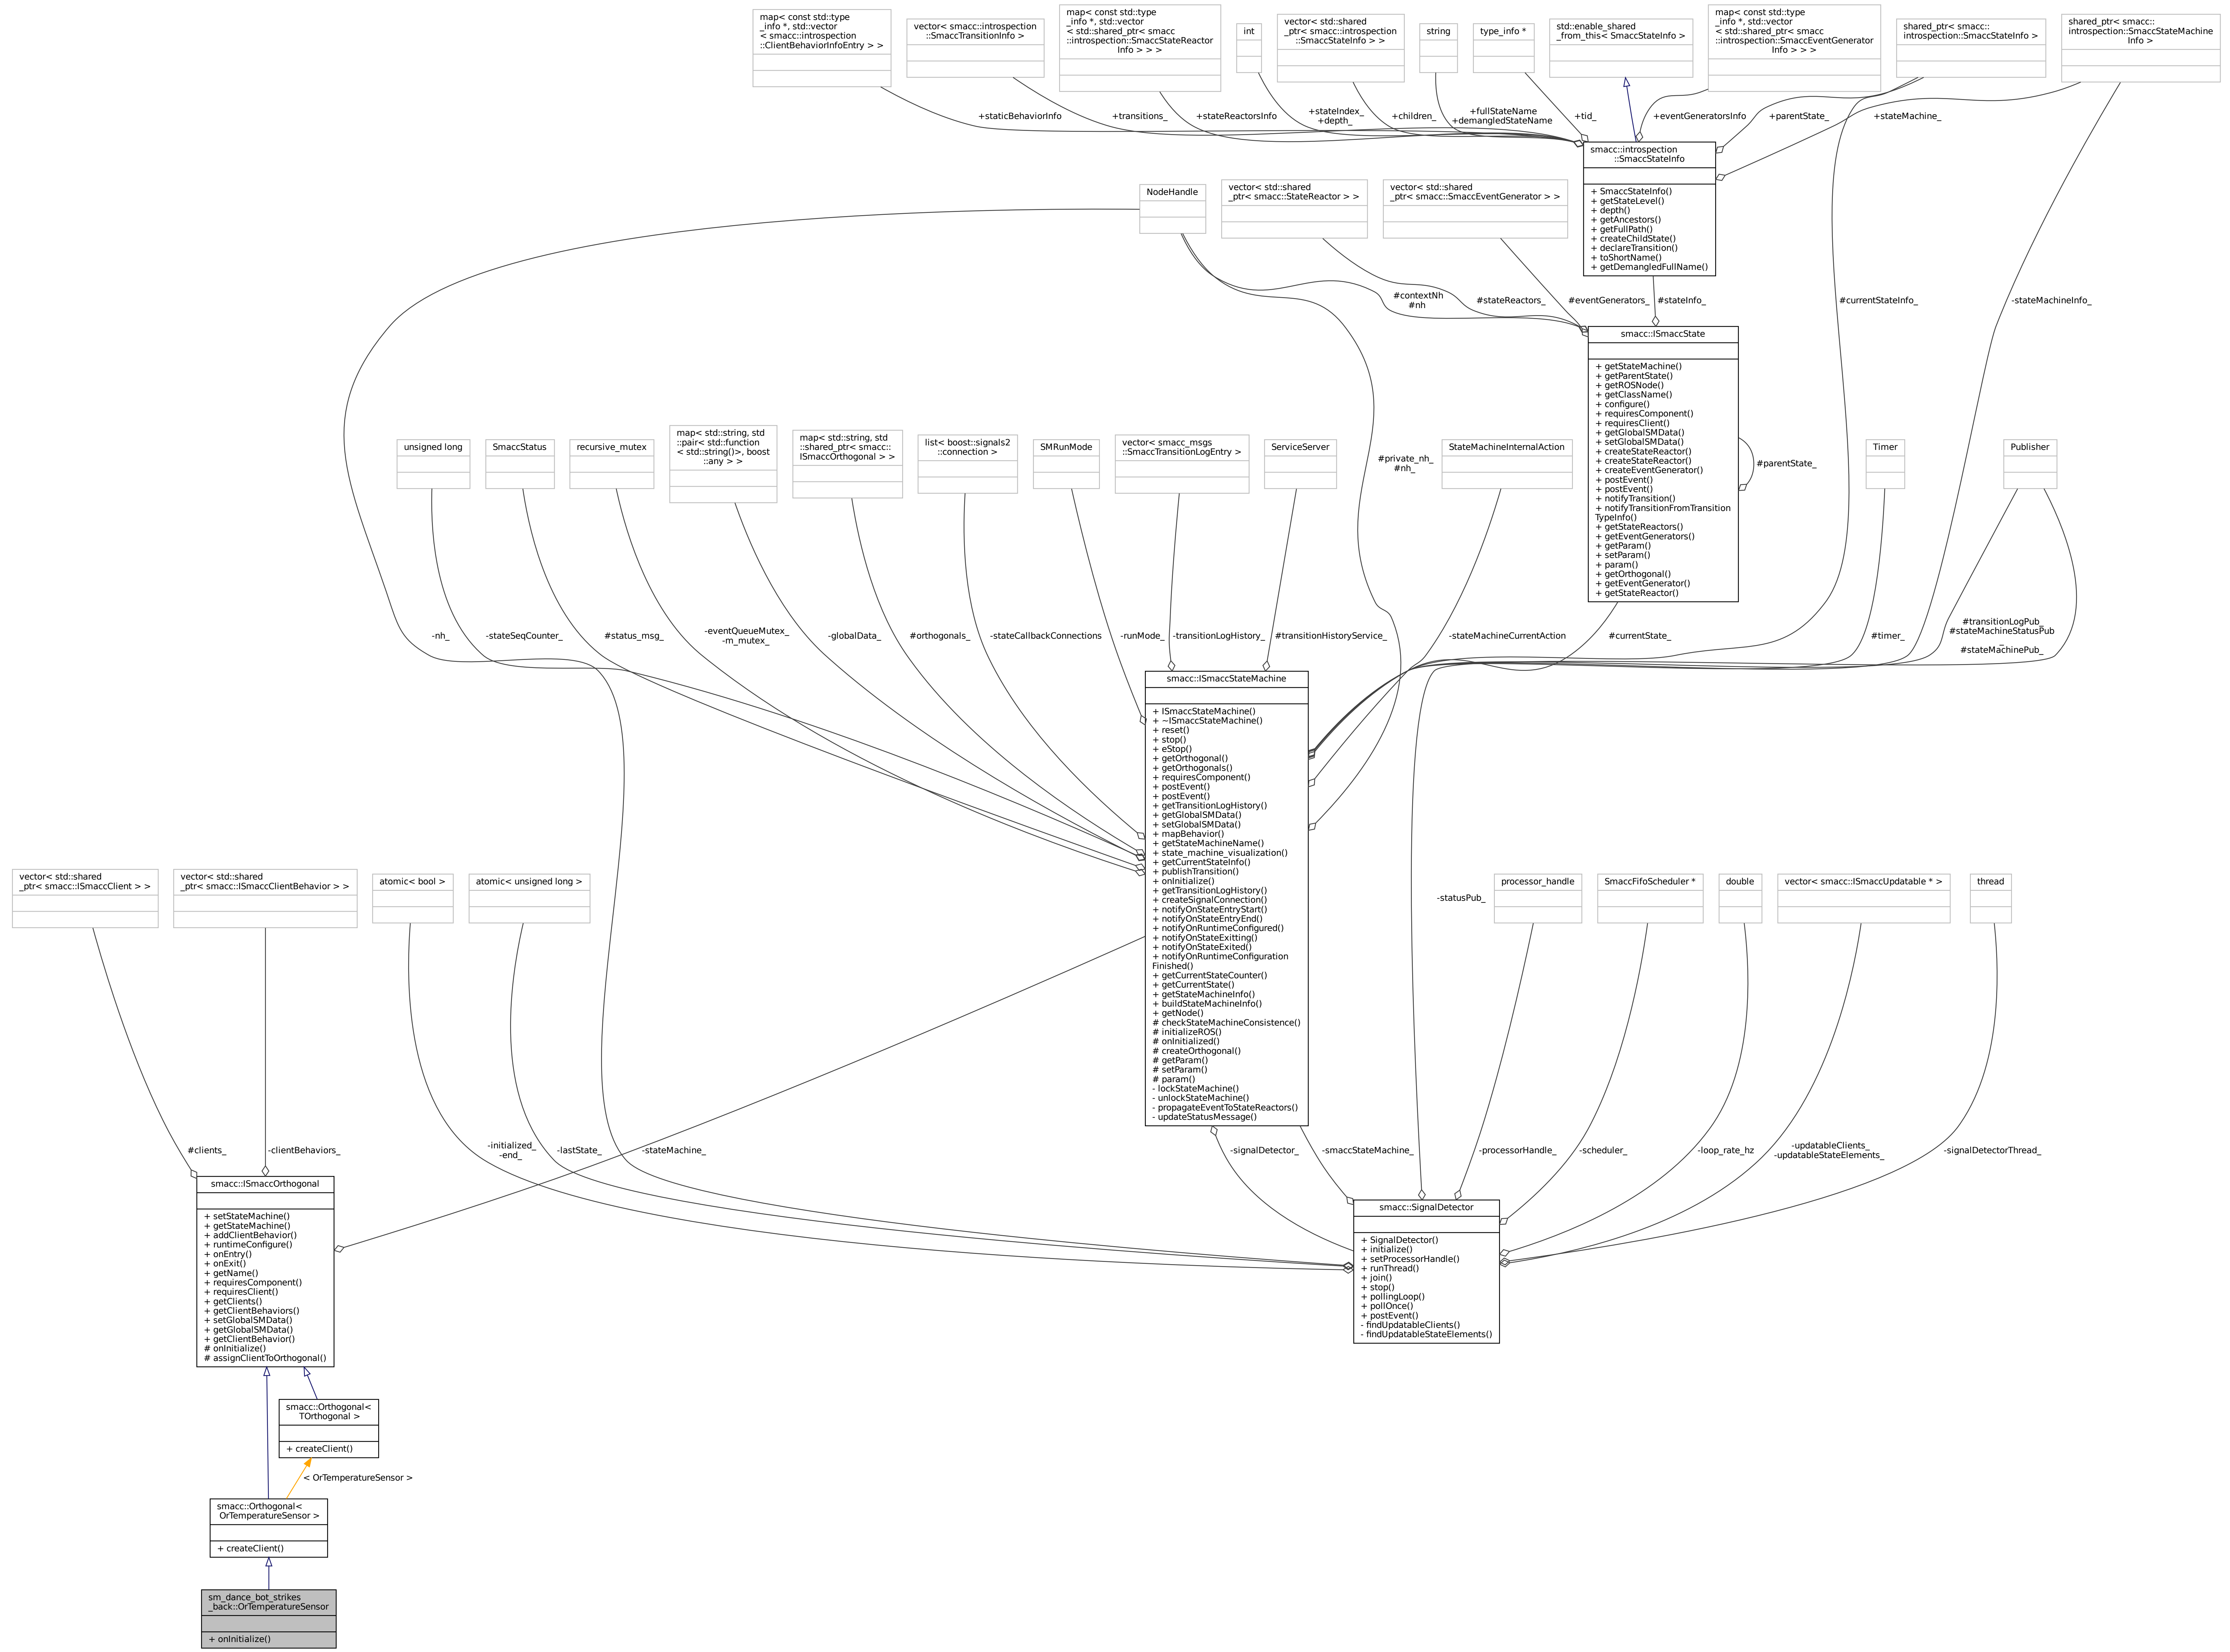 map< const std::type
_info *, std::vector
< smacc::introspection
::ClientBehaviorInfoEntry > >
vector< smacc::introspection
::SmaccTransitionInfo >
map< const std::type
_info *, std::vector
< std::shared_ptr< smacc
::introspection::SmaccStateReactor
Info > > >
int
vector< std::shared
_ptr< smacc::introspection
::SmaccStateInfo > >
string
type_info *
std::enable_shared
_from_this< SmaccStateInfo >
map< const std::type
_info *, std::vector
< std::shared_ptr< smacc
::introspection::SmaccEventGenerator
Info > > >
shared_ptr< smacc::
introspection::SmaccStateInfo >
shared_ptr< smacc::
introspection::SmaccStateMachine
Info >
+staticBehaviorInfo
+transitions_
+stateReactorsInfo
+stateIndex_
+depth_
+children_
+fullStateName
+demangledStateName
+tid_
+eventGeneratorsInfo
+parentState_
+stateMachine_
smacc::introspection
::SmaccStateInfo
+ SmaccStateInfo()
+ getStateLevel()
+ depth()
+ getAncestors()
+ getFullPath()
+ createChildState()
+ declareTransition()
+ toShortName()
+ getDemangledFullName()
NodeHandle
vector< std::shared
_ptr< smacc::StateReactor > >
vector< std::shared
_ptr< smacc::SmaccEventGenerator > >
#contextNh
#nh
#stateReactors_
#eventGenerators_
#stateInfo_
#currentStateInfo_
-stateMachineInfo_
smacc::ISmaccState
+ getStateMachine()
+ getParentState()
+ getROSNode()
+ getClassName()
+ configure()
+ requiresComponent()
+ requiresClient()
+ getGlobalSMData()
+ setGlobalSMData()
+ createStateReactor()
+ createStateReactor()
+ createEventGenerator()
+ postEvent()
+ postEvent()
+ notifyTransition()
+ notifyTransitionFromTransition
TypeInfo()
+ getStateReactors()
+ getEventGenerators()
+ getParam()
+ setParam()
+ param()
+ getOrthogonal()
+ getEventGenerator()
+ getStateReactor()
#parentState_
unsigned long
SmaccStatus
recursive_mutex
map< std::string, std
::pair< std::function
< std::string()>, boost
::any > >
map< std::string, std
::shared_ptr< smacc::
ISmaccOrthogonal > >
list< boost::signals2
::connection >
SMRunMode
vector< smacc_msgs
::SmaccTransitionLogEntry >
ServiceServer
#private_nh_
#nh_
StateMachineInternalAction
Timer
Publisher
-nh_
-stateSeqCounter_
#status_msg_
-eventQueueMutex_
-m_mutex_
-globalData_
#orthogonals_
-stateCallbackConnections
-runMode_
-transitionLogHistory_
#transitionHistoryService_
-stateMachineCurrentAction
#currentState_
#timer_
#transitionLogPub_
#stateMachineStatusPub
_
#stateMachinePub_
smacc::ISmaccStateMachine
+ ISmaccStateMachine()
+ ~ISmaccStateMachine()
+ reset()
+ stop()
+ eStop()
+ getOrthogonal()
+ getOrthogonals()
+ requiresComponent()
+ postEvent()
+ postEvent()
+ getTransitionLogHistory()
+ getGlobalSMData()
+ setGlobalSMData()
+ mapBehavior()
+ getStateMachineName()
+ state_machine_visualization()
+ getCurrentStateInfo()
+ publishTransition()
+ onInitialize()
+ getTransitionLogHistory()
+ createSignalConnection()
+ notifyOnStateEntryStart()
+ notifyOnStateEntryEnd()
+ notifyOnRuntimeConfigured()
+ notifyOnStateExitting()
+ notifyOnStateExited()
+ notifyOnRuntimeConfiguration
Finished()
+ getCurrentStateCounter()
+ getCurrentState()
+ getStateMachineInfo()
+ buildStateMachineInfo()
+ getNode()
# checkStateMachineConsistence()
# initializeROS()
# onInitialized()
# createOrthogonal()
# getParam()
# setParam()
# param()
- lockStateMachine()
- unlockStateMachine()
- propagateEventToStateReactors()
- updateStatusMessage()
vector< std::shared
_ptr< smacc::ISmaccClient > >
vector< std::shared
_ptr< smacc::ISmaccClientBehavior > >
atomic< bool >
atomic< unsigned long >
-statusPub_
processor_handle
SmaccFifoScheduler *
double
vector< smacc::ISmaccUpdatable * >
thread
#clients_
-clientBehaviors_
-initialized_
-end_
-lastState_
-stateMachine_
-signalDetector_
-smaccStateMachine_
-processorHandle_
-scheduler_
-loop_rate_hz
-updatableClients_
-updatableStateElements_
-signalDetectorThread_
smacc::ISmaccOrthogonal
+ setStateMachine()
+ getStateMachine()
+ addClientBehavior()
+ runtimeConfigure()
+ onEntry()
+ onExit()
+ getName()
+ requiresComponent()
+ requiresClient()
+ getClients()
+ getClientBehaviors()
+ setGlobalSMData()
+ getGlobalSMData()
+ getClientBehavior()
# onInitialize()
# assignClientToOrthogonal()
smacc::SignalDetector
+ SignalDetector()
+ initialize()
+ setProcessorHandle()
+ runThread()
+ join()
+ stop()
+ pollingLoop()
+ pollOnce()
+ postEvent()
- findUpdatableClients()
- findUpdatableStateElements()
smacc::Orthogonal<
TOrthogonal >
+ createClient()
< OrTemperatureSensor >
smacc::Orthogonal<
OrTemperatureSensor >
+ createClient()
sm_dance_bot_strikes
_back::OrTemperatureSensor
+ onInitialize()